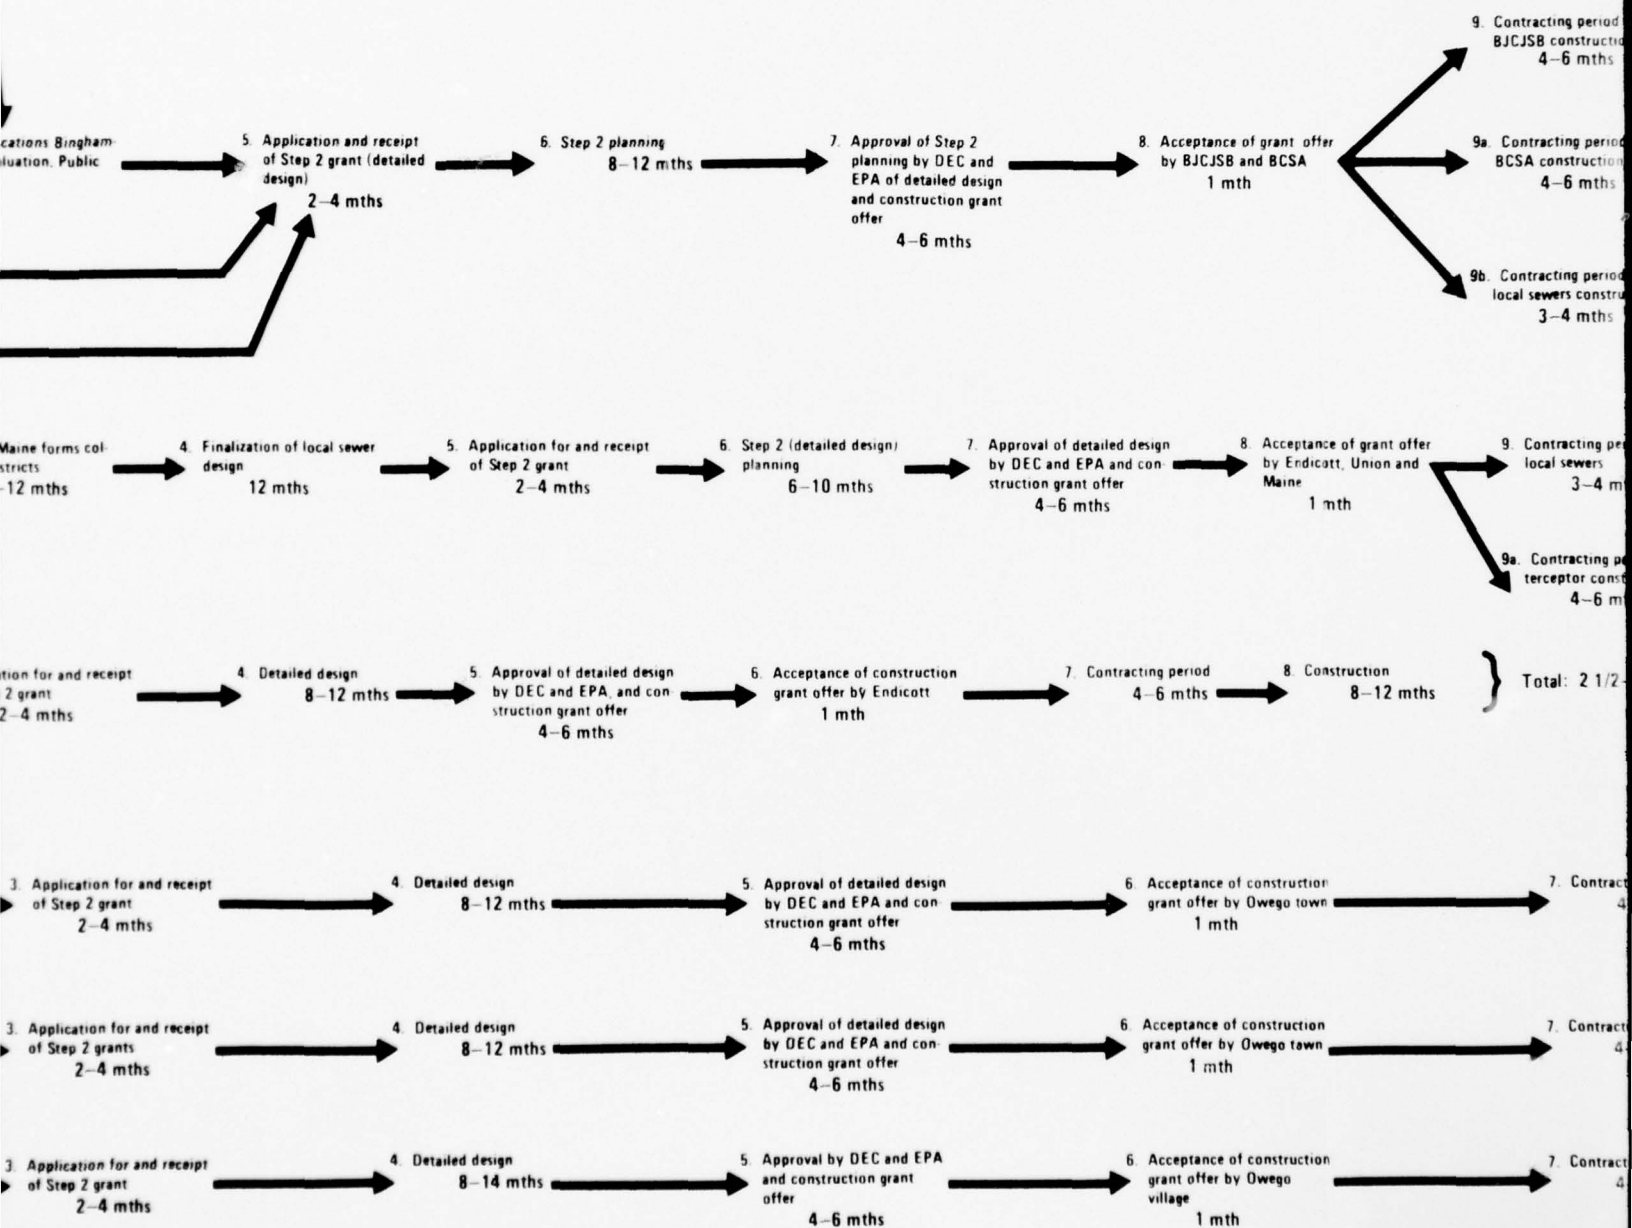 9. Contracting period
BJCJSB
4–6 mths
cations Bingham-
Public
5. Application and receipt
of Step 2 grant (detailed
design)
2–4 mths
6. Step 2 planning
8–12 mths
7. Approval of Step 2
planning by DEC and
EPA of detailed design
and construction grant
offer
4–6 mths
8. Acceptance of grant offer
by BJCJSB and BCSA
1 mth
9a. Contracting
BCSA construction
4–6 mths
9b. Contracting
local sewers
3–4 mths
Maine forms col-
stricts
-12 mths
4. Finalization of local sewer
design
12 mths
5. Application for and receipt
of Step 2 grant
2–4 mths
6. Step 2 (detailed design)
planning
6–10 mths
7. Approval of detailed design
by DEC and EPA and con-
struction grant offer
4–6 mths
8. Acceptance of grant offer
by Endicott, Union and
Maine
1 mth
9. Contracting
local sewers
3–4
9a. Contracting
terceptor
4–6
tion for and receipt
2 grant
2–4 mths
4. Detailed design
8–12 mths
5. Approval of detailed design
by DEC and EPA, and con-
struction grant offer
4–6 mths
6. Acceptance of construction
grant offer by Endicott
1 mth
7. Contracting period
4–6 mths
8. Construction
8–12 mths
Total: 2 1/2-
3. Application for and receipt
of Step 2 grant
2–4 mths
4. Detailed design
8–12 mths
5. Approval of detailed design
by DEC and EPA and con-
struction grant offer
4–6 mths
6. Acceptance of construction
grant offer by Owego town
1 mth
7. Contract
4
3. Application for and receipt
of Step 2 grants
2–4 mths
4. Detailed design
8–12 mths
5. Approval of detailed design
by DEC and EPA and con-
struction grant offer
4–6 mths
6. Acceptance of construction
grant offer by Owego town
1 mth
7. Contract
4
3. Application for and receipt
of Step 2 grant
2–4 mths
4. Detailed design
8–14 mths
5. Approval by DEC and EPA
and construction grant
offer
4–6 mths
6. Acceptance of construction
grant offer by Owego
village
1 mth
7. Contract
4